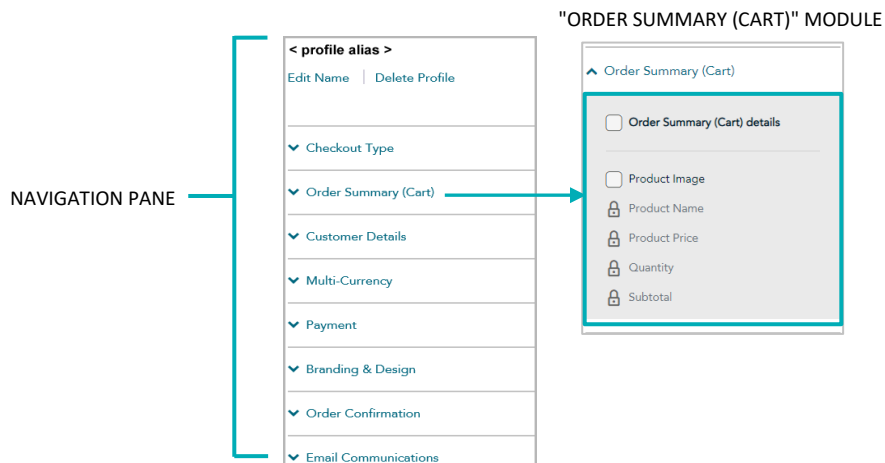 "ORDER SUMMARY (CART)" MODULE
< profile alias >
Edit Name | Delete Profile
Checkout Type
Order Summary (Cart)
Customer Details
Multi-Currency
Payment
Branding & Design
Order Confirmation
Email Communications
NAVIGATION PANE
Order Summary (Cart)
Order Summary (Cart) details
Product Image
Product Name
Product Price
Quantity
Subtotal